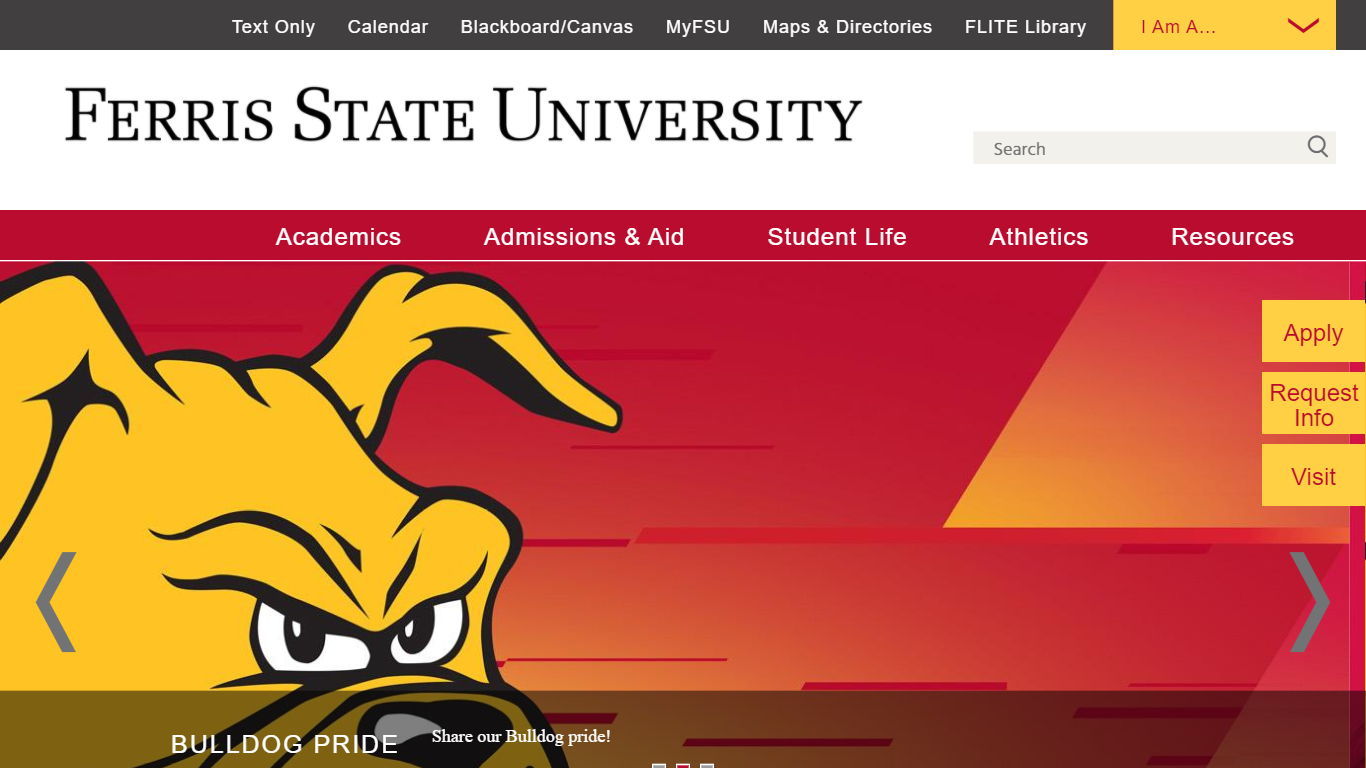 Text Only Calendar Blackboard/Canvas MyFSU Maps & Directories FLITE Library I Am A...
FERRIS STATE UNIVERSITY
Search
Academics Admissions & Aid Student Life Athletics Resources
Apply
Request
Info
Visit
BULLDOG PRIDE Share our Bulldog pride!